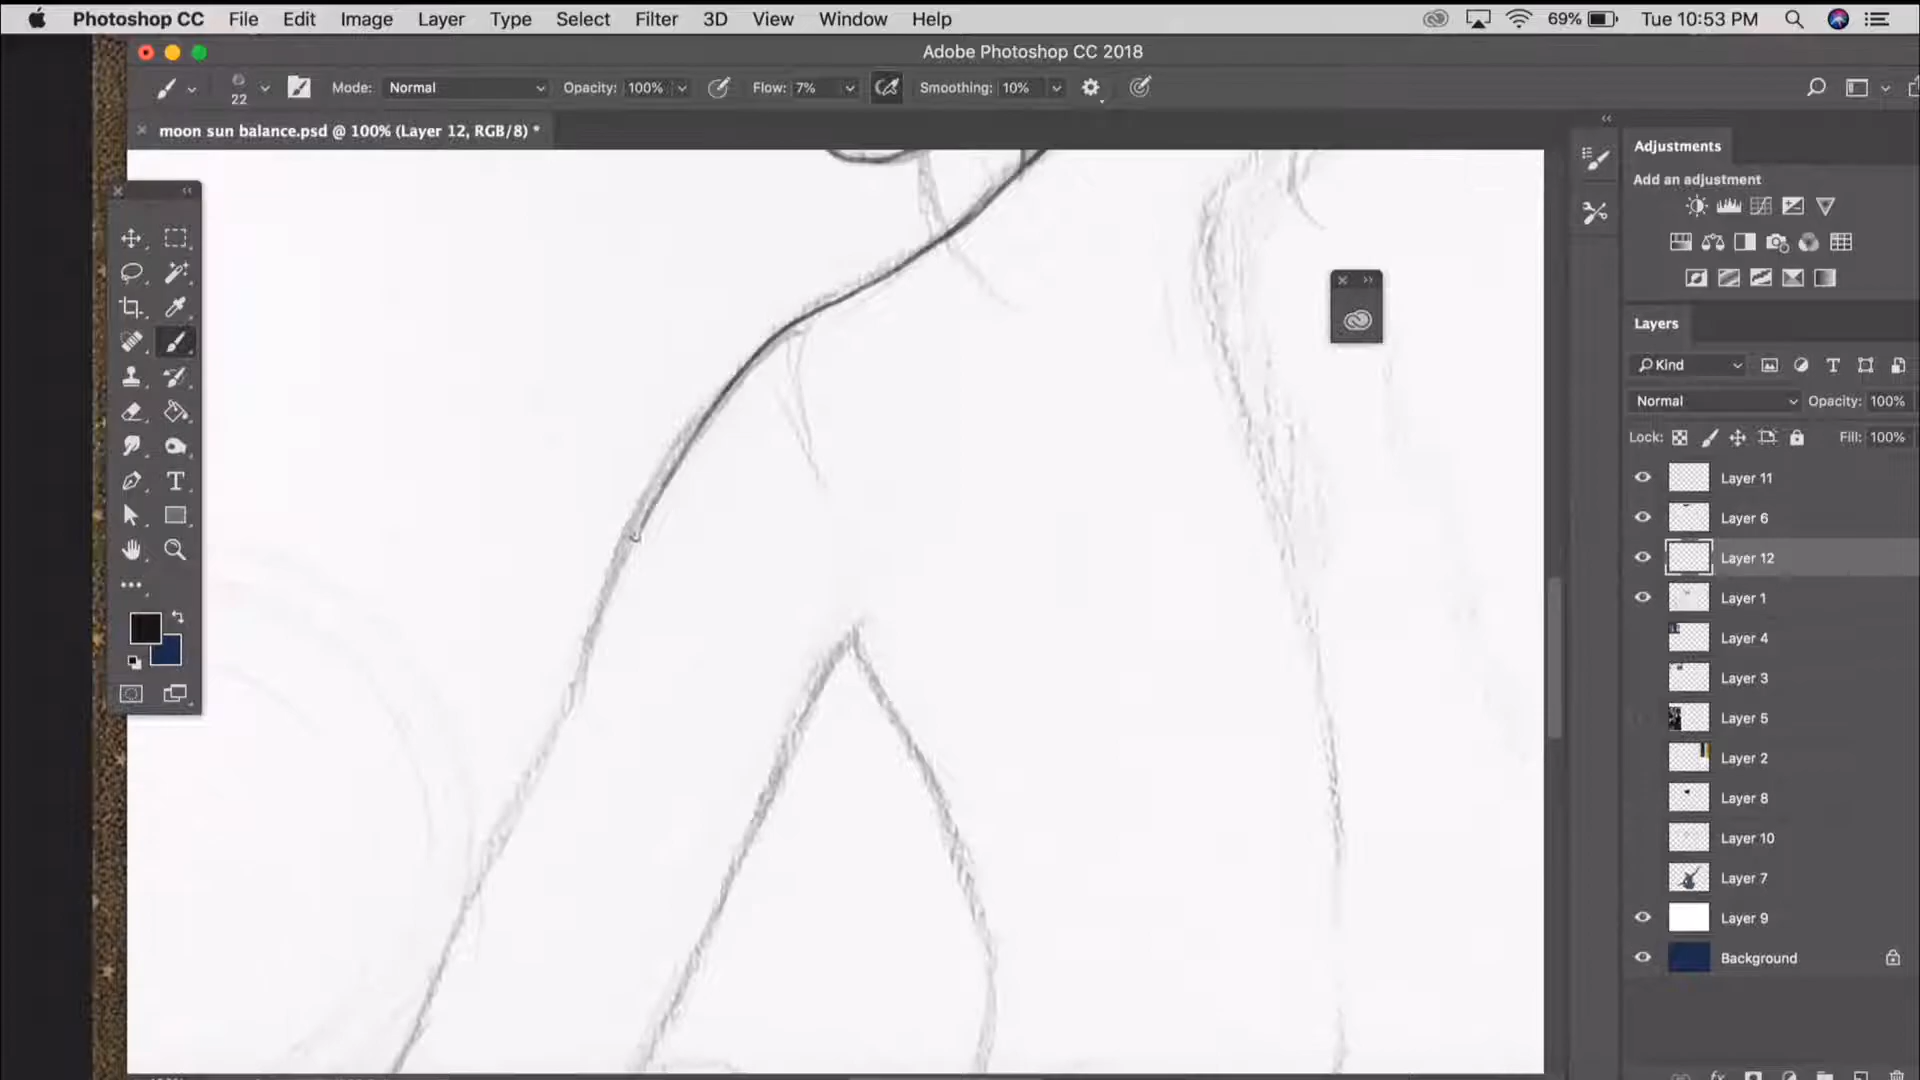 Photoshop CC File Edit Image Layer Type Select Filter 3D View Window Help 69% Tue 10:53 PM
Adobe Photoshop CC 2018
22 Mode: Normal Opacity: 100% Flow: 7% Smoothing: 10%
moon sun balance.psd @ 100% (Layer 12, RGB/8) *
Adjustments
Add an adjustment
Layers
Kind
Normal Opacity: 100%
Lock: Fill: 100%
Layer 11
Layer 6
Layer 12
Layer 1
Layer 4
Layer 3
Layer 5
Layer 2
Layer 8
Layer 10
Layer 7
Layer 9
Background